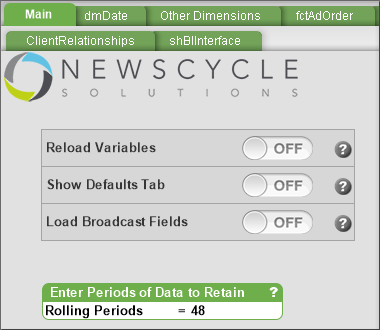 Main
dmDate
Other Dimensions
fctAdOrder
ClientRelationships
shBIInterface
NEWSCYCLE
SOLUTIONS
Reload Variables OFF ?
Show Defaults Tab OFF ?
Load Broadcast Fields OFF ?
Enter Periods of Data to Retain ?
Rolling Periods = 48